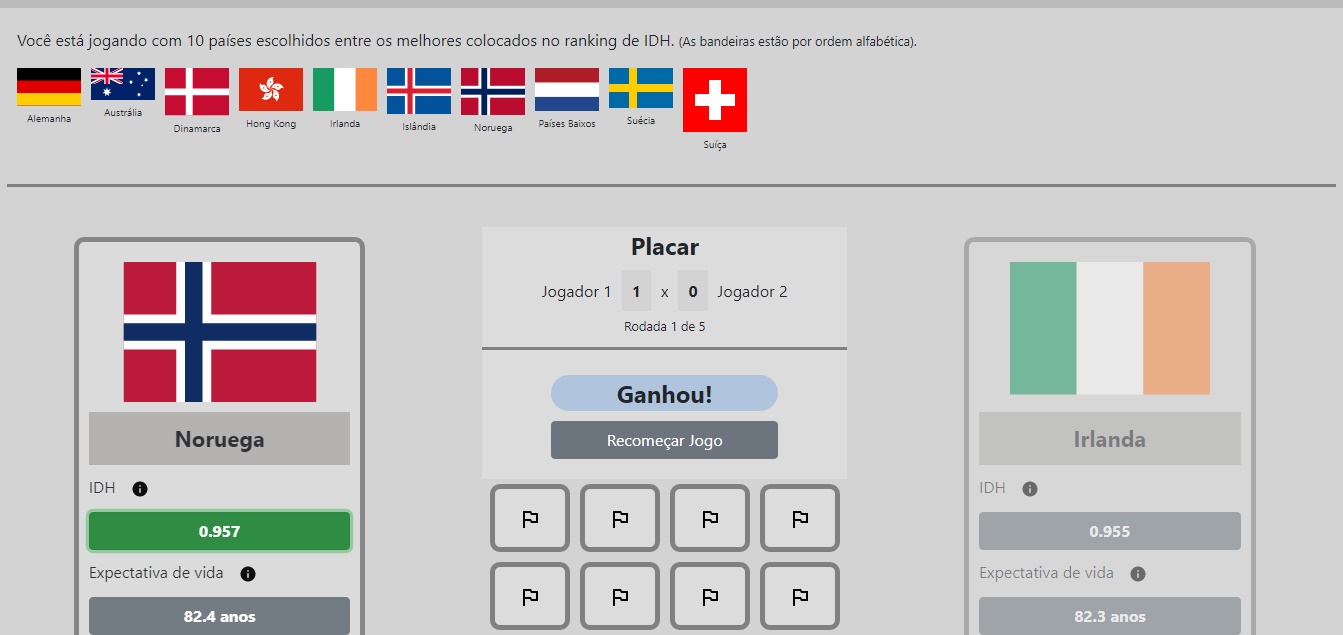 Você está jogando com 10 países escolhidos entre os melhores colocados no ranking de IDH. (As bandeiras estão por ordem alfabética).
Alemanha
Austrália
Dinamarca
Hong Kong
Irlanda
Islândia
Noruega
Países Baixos
Suécia
Suíça
Placar
Jogador 1 1 x 0 Jogador 2
Rodada 1 de 5
Ganhou!
Recomeçar Jogo
Noruega
IDH
0.957
Expectativa de vida
82.4 anos
Irlanda
IDH
0.955
Expectativa de vida
82.3 anos